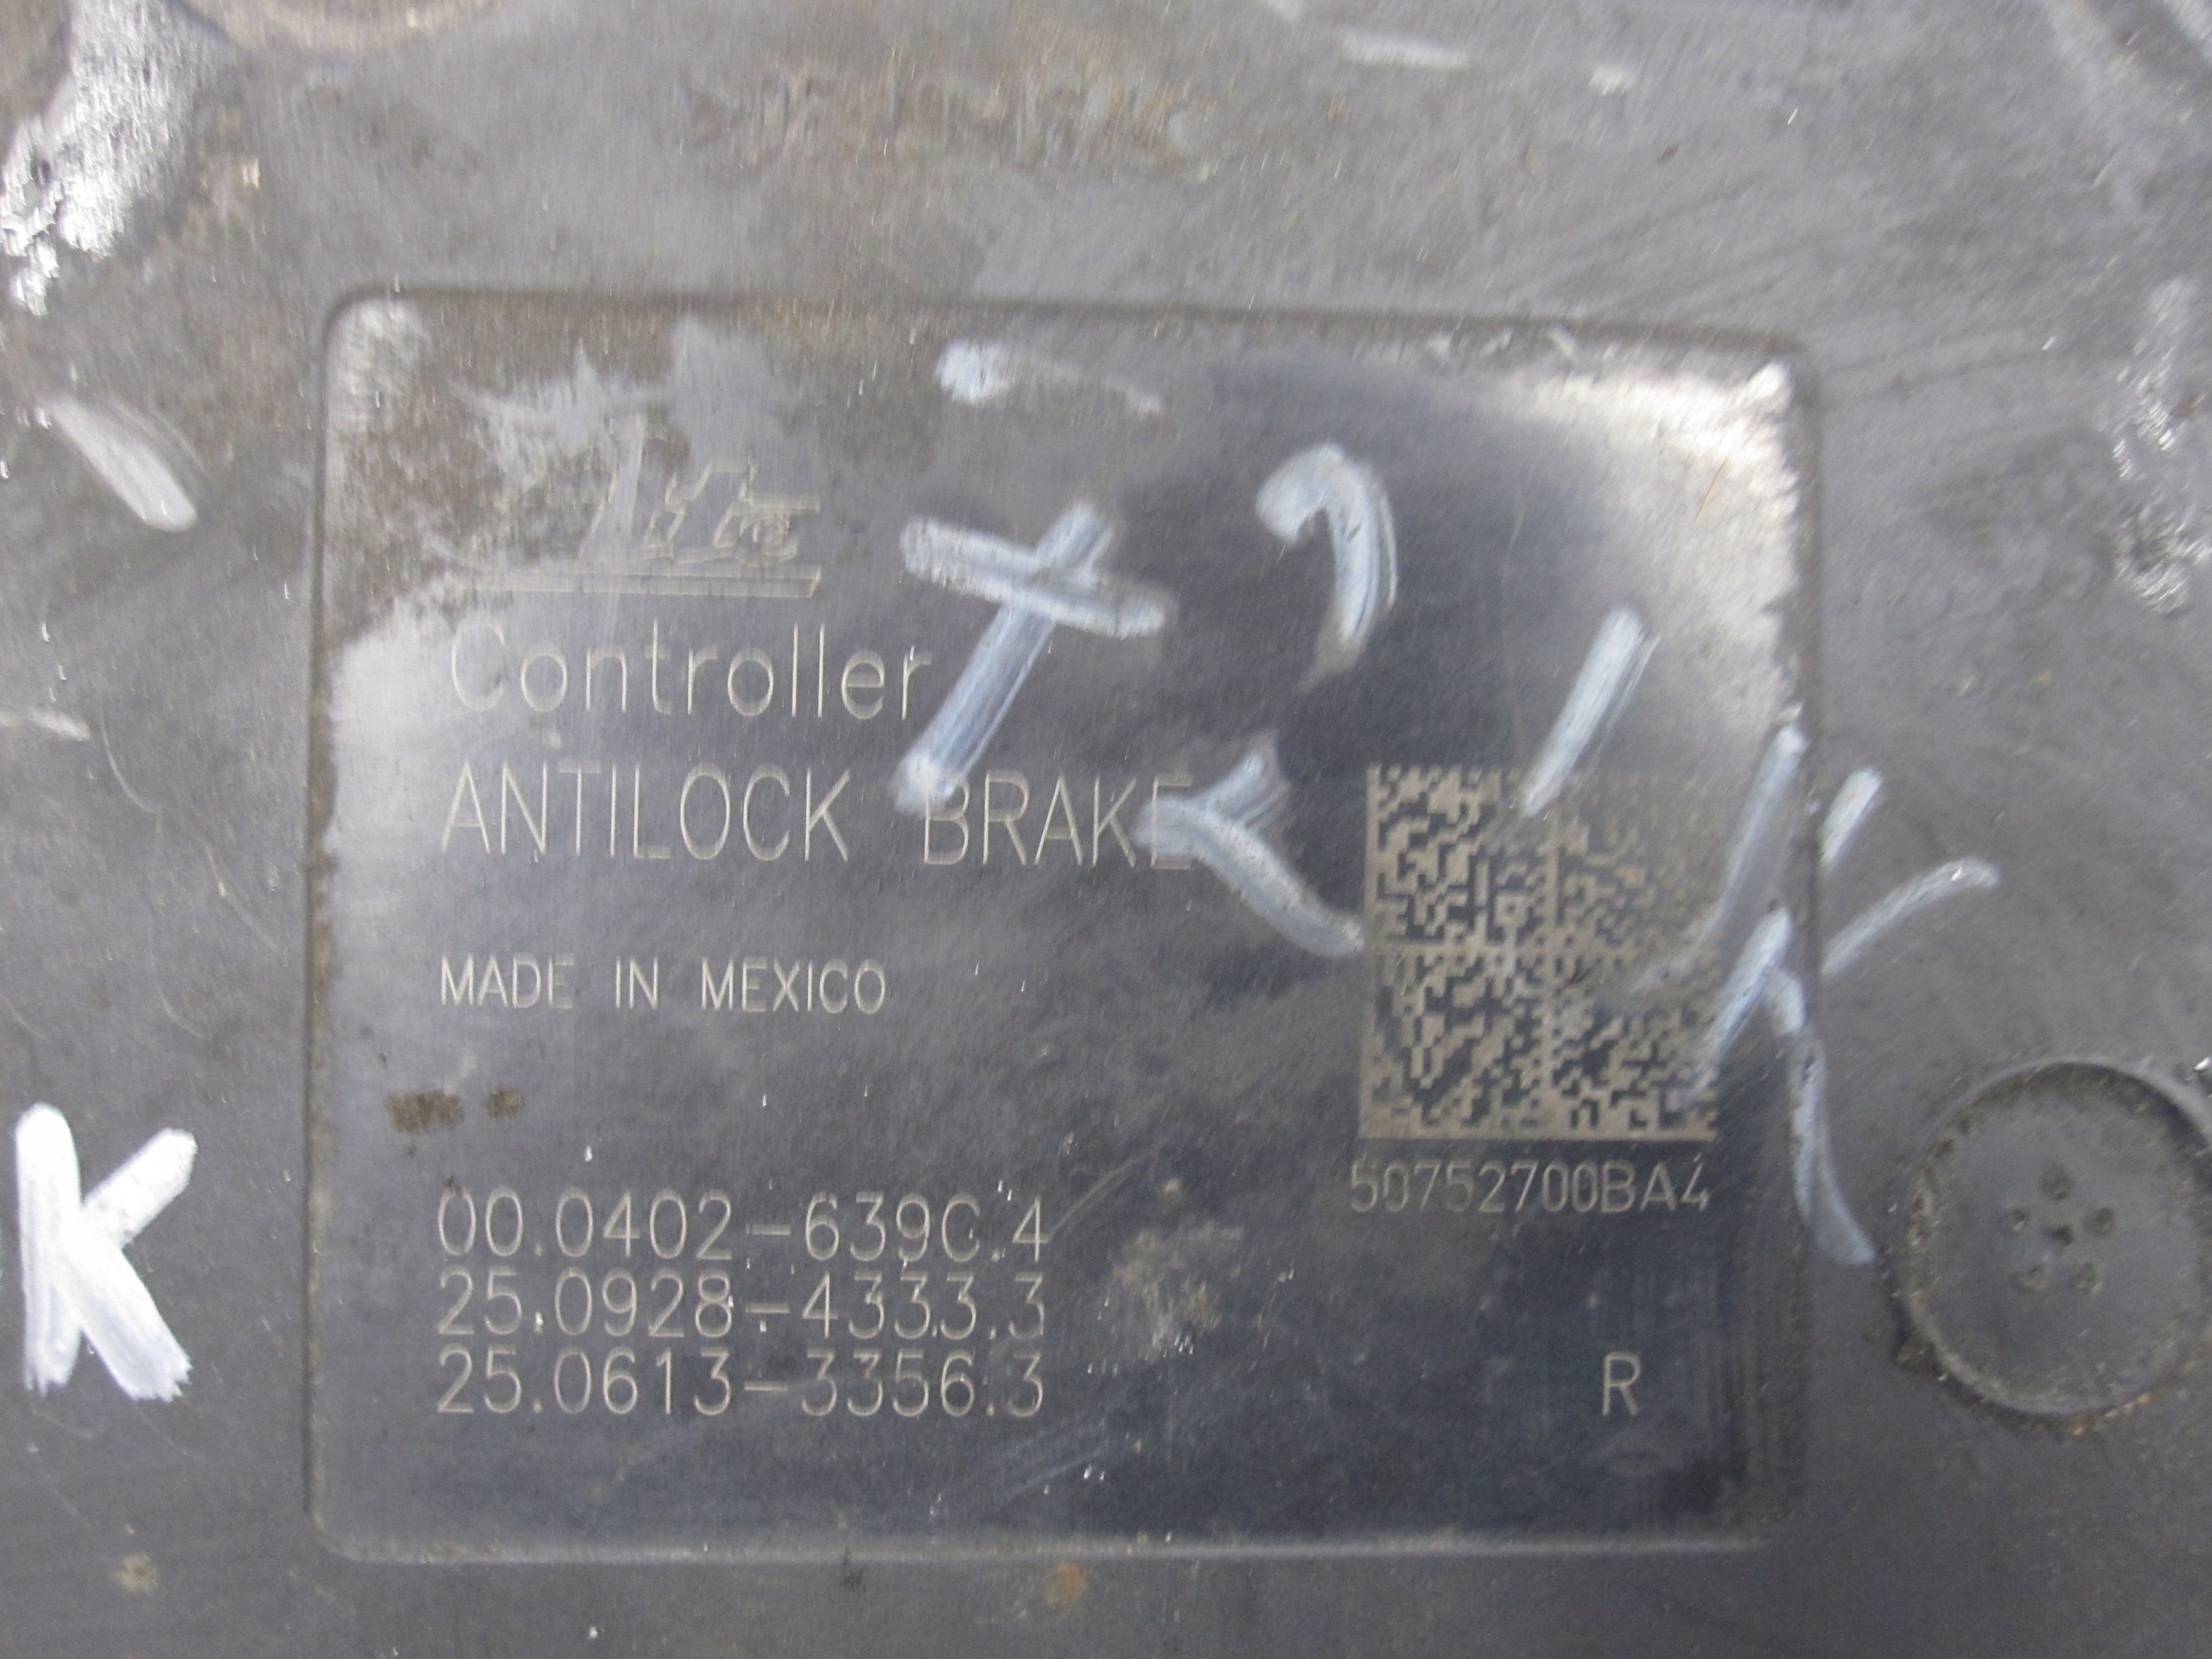 Ate
Controller
ANTILOCK BRAKE
MADE IN MEXICO
50752700BA4
00.0402-639C.4
25.0928-4333.3
25.0613-3356.3
R
K